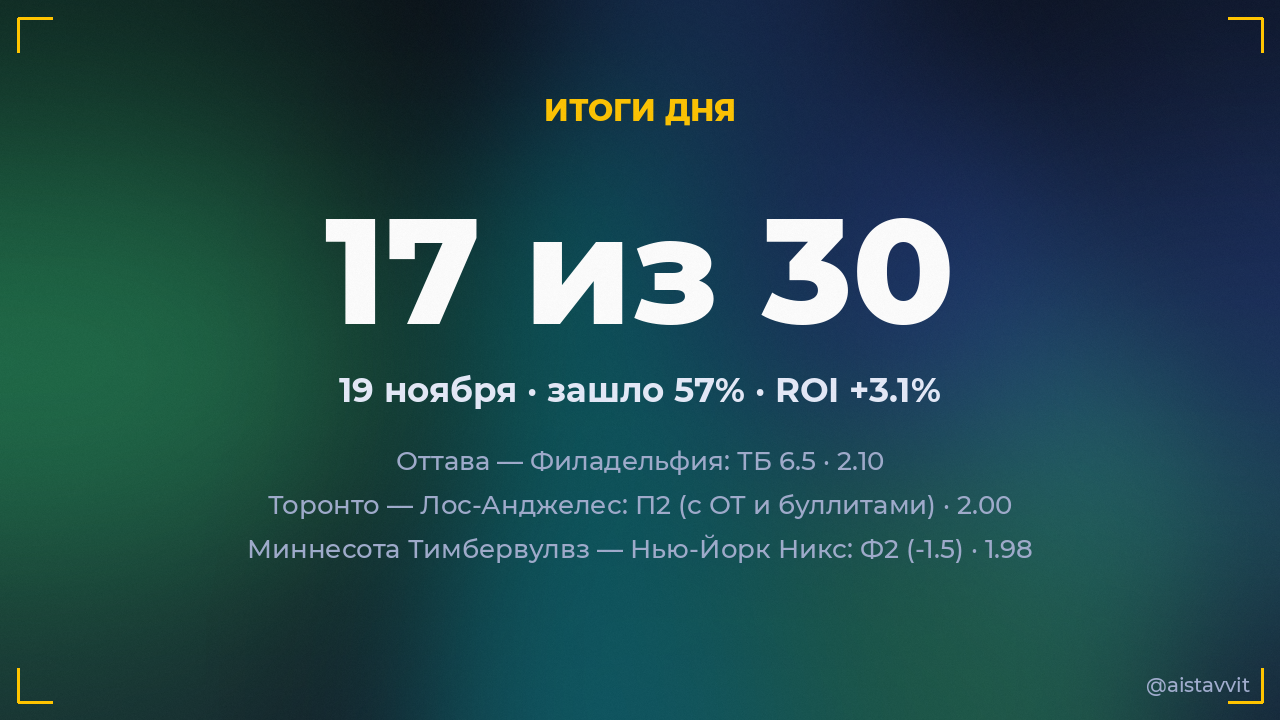 ИТОГИ ДНЯ
17 из 30
19 ноября · зашло 57% · ROI +3.1%
Оттава — Филадельфия: ТБ 6.5 · 2.10
Торонто — Лос-Анджелес: П2 (с ОТ и буллитами) · 2.00
Миннесота Тимбервулвз — Нью-Йорк Никс: Ф2 (-1.5) · 1.98
@aistavvit